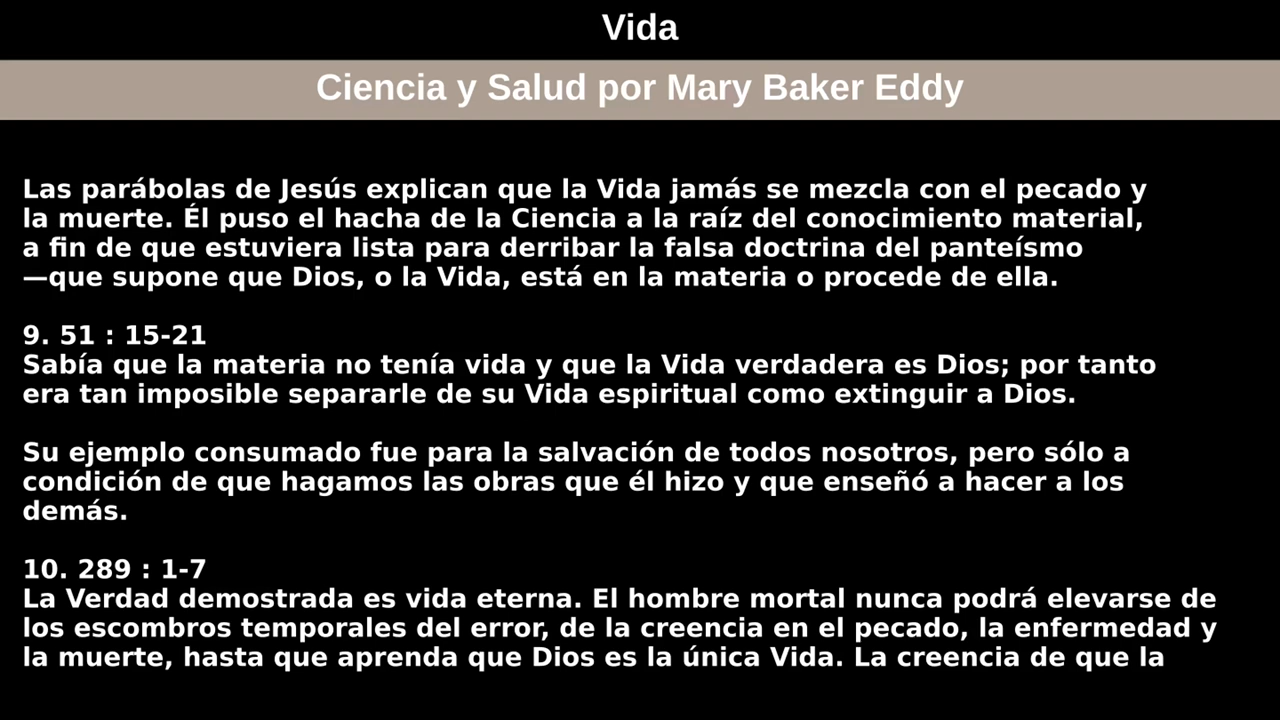 Vida
Ciencia y Salud por Mary Baker Eddy
Las parábolas de Jesús explican que la Vida jamás se mezcla con el pecado y
la muerte. Él puso el hacha de la Ciencia a la raíz del conocimiento material,
a fin de que estuviera lista para derribar la falsa doctrina del panteísmo
—que supone que Dios, o la Vida, está en la materia o procede de ella.
9. 51 : 15-21
Sabía que la materia no tenía vida y que la Vida verdadera es Dios; por tanto
era tan imposible separarle de su Vida espiritual como extinguir a Dios.
Su ejemplo consumado fue para la salvación de todos nosotros, pero sólo a
condición de que hagamos las obras que él hizo y que enseñó a hacer a los
demás.
10. 289 : 1-7
La Verdad demostrada es vida eterna. El hombre mortal nunca podrá elevarse de
los escombros temporales del error, de la creencia en el pecado, la enfermedad y
la muerte, hasta que aprenda que Dios es la única Vida. La creencia de que la